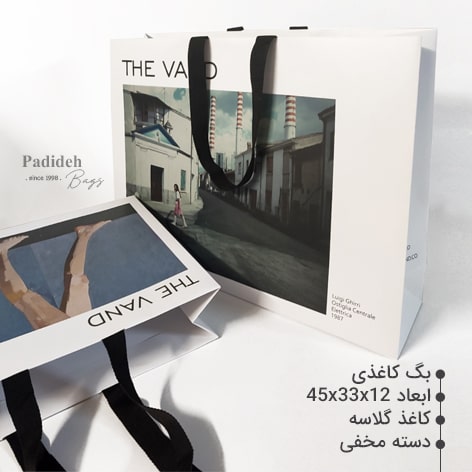 THE VAND
Padideh
. since 1998 .
Bags
Luigi Ghirri
Ostiglia Centrale
Elettrica
1987
THE VAND
بگ کاغذی
ابعاد 45x33x12
کاغذ گلاسه
دسته مخفی